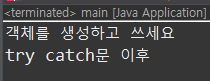 <terminated> main [Java Application]
객체를 생성하고 쓰세요
try catch문 이후